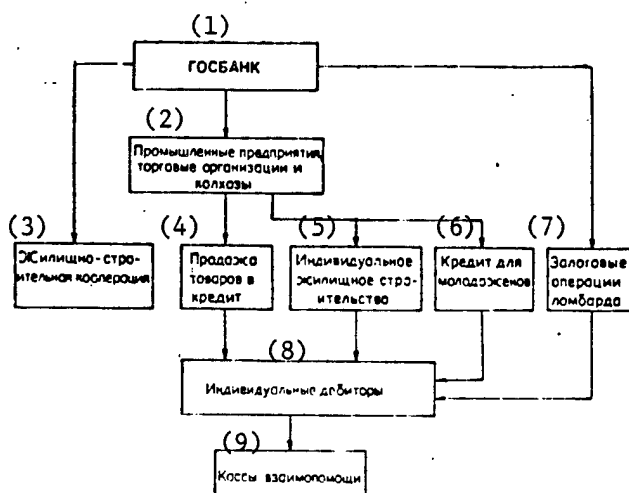 (1)
ГОСБАНК
(2)
Промышленные предприятия,
торговые организации и
колхозы
(3)
Жилищно-стро-
ительная кооперация
(4)
Продажа
товаров в
кредит
(5)
Индивидуальное
жилищное стро-
ительство
(6)
Кредит для
молодоженов
(7)
Залоговые
операции
ломбарда
(8)
Индивидуальные дебиторы
(9)
Кассы взаимопомощи